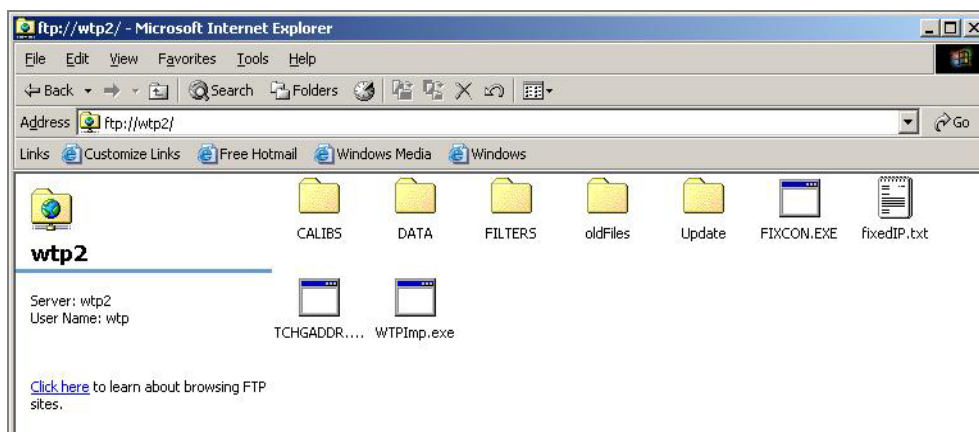 ftp://wtp2/ - Microsoft Internet Explorer
File Edit View Favorites Tools Help
Back Search Folders
Address ftp://wtp2/ Go
Links Customize Links Free Hotmail Windows Media Windows
CALIBS DATA FILTERS oldFiles Update FIXCON.EXE fixedIP.txt
wtp2
Server: wtp2
User Name: wtp
TCHGADDR.... WTPImp.exe
Click here to learn about browsing FTP
sites.